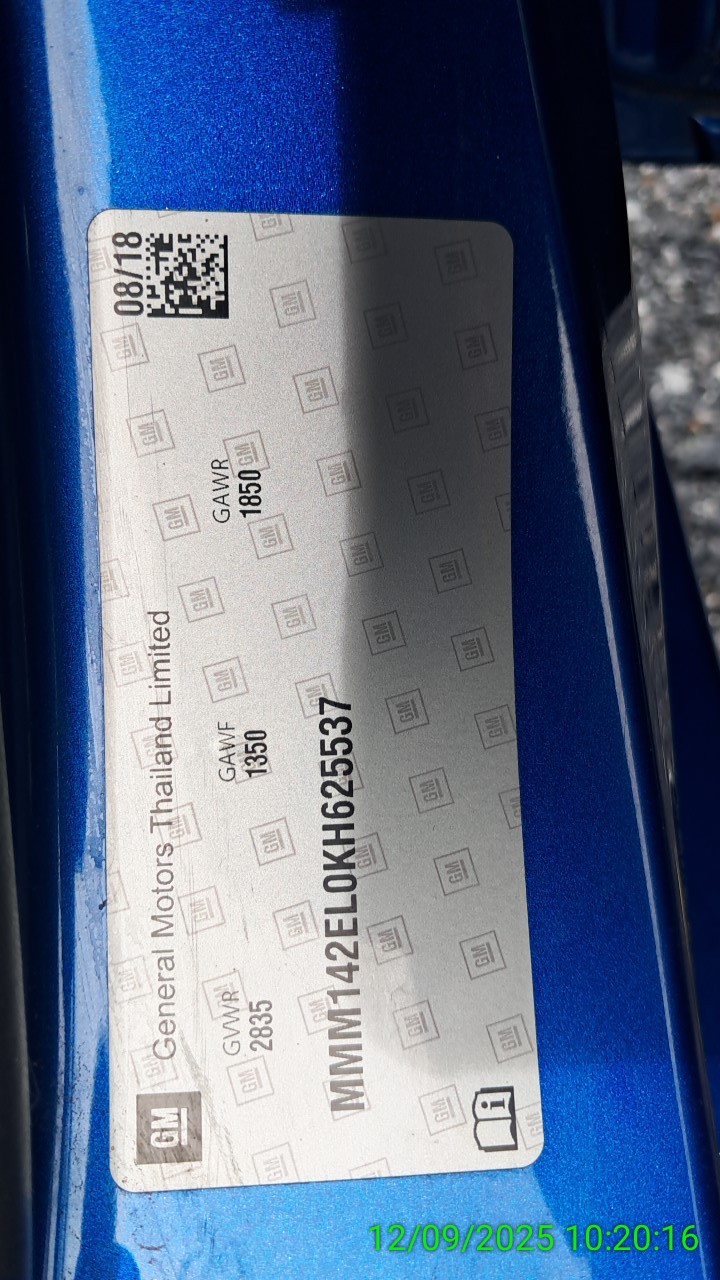 GM
General Motors Thailand Limited
08/18
GVWR
2835
GAWF
1350
GAWR
1850
MMM142EL0KH625537
i
12/09/2025 10:20:16